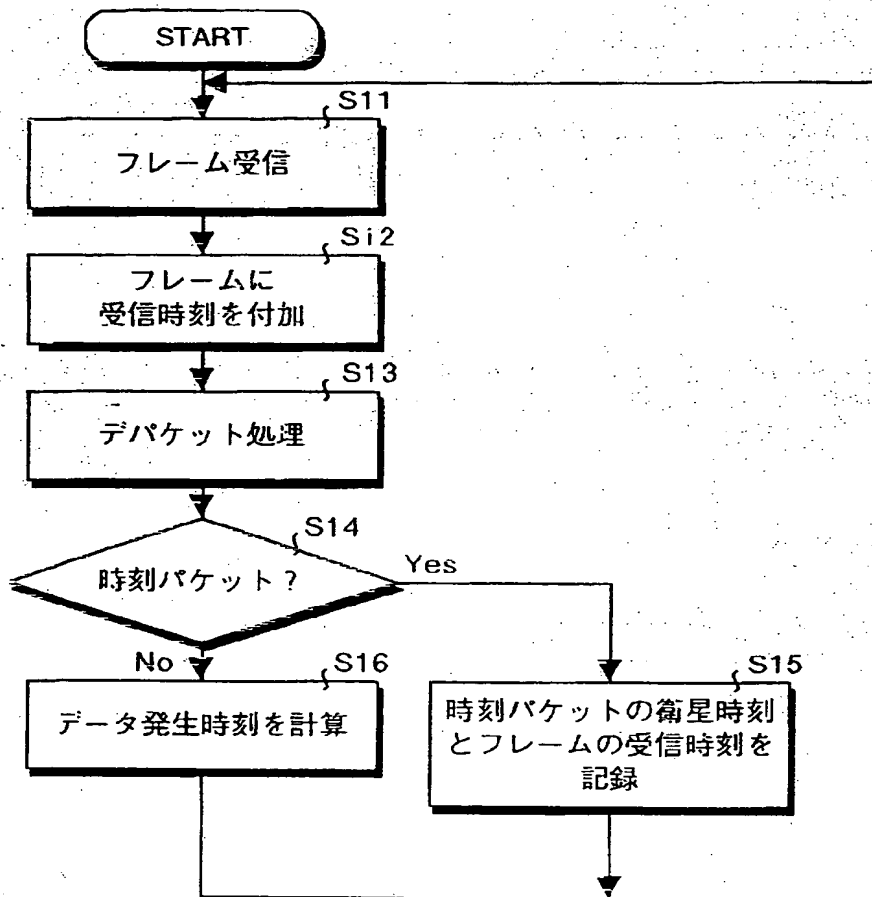 START
S11
フレーム受信
Si2
フレームに
受信時刻を付加
S13
デパケット処理
S14
時刻パケット？
Yes
No
S16
データ発生時刻を計算
S15
時刻パケットの衛星時刻
とフレームの受信時刻を
記録